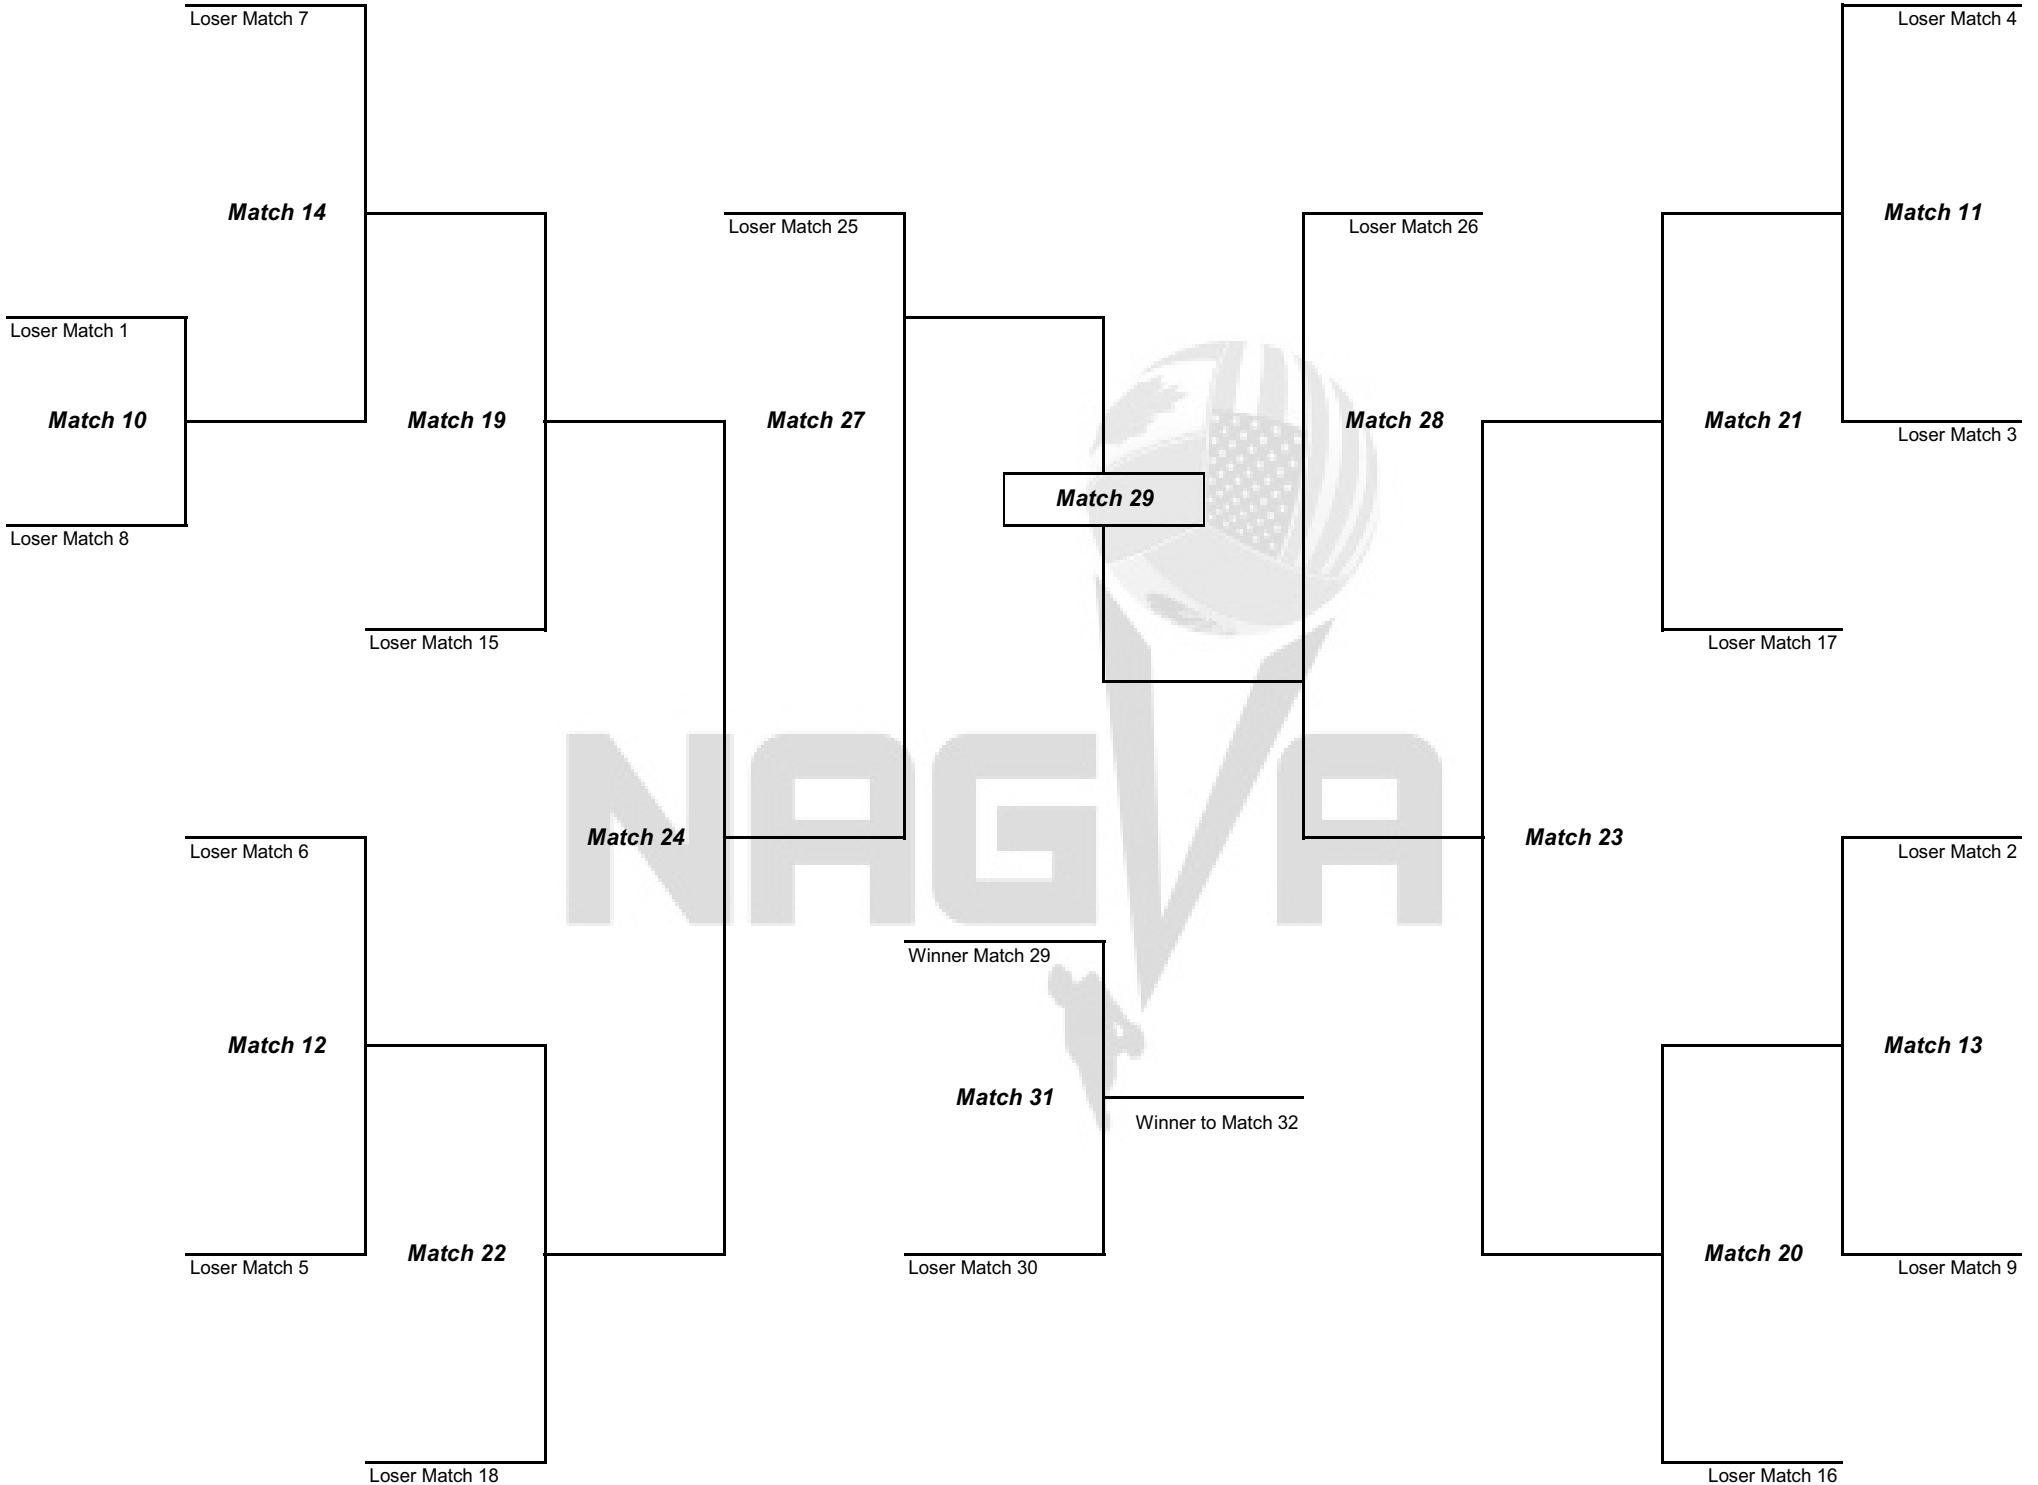 Loser Match 7
Loser Match 4
Match 14
Loser Match 25
Loser Match 26
Match 11
Loser Match 1
Match 10
Match 19
Match 27
Match 28
Match 21
Loser Match 3
Match 29
Loser Match 8
Loser Match 15
Loser Match 17
NAGVA
Match 24
Match 23
Loser Match 6
Loser Match 2
Winner Match 29
Match 12
Match 13
Match 31
Winner to Match 32
Loser Match 5
Match 22
Loser Match 30
Match 20
Loser Match 9
Loser Match 18
Loser Match 16